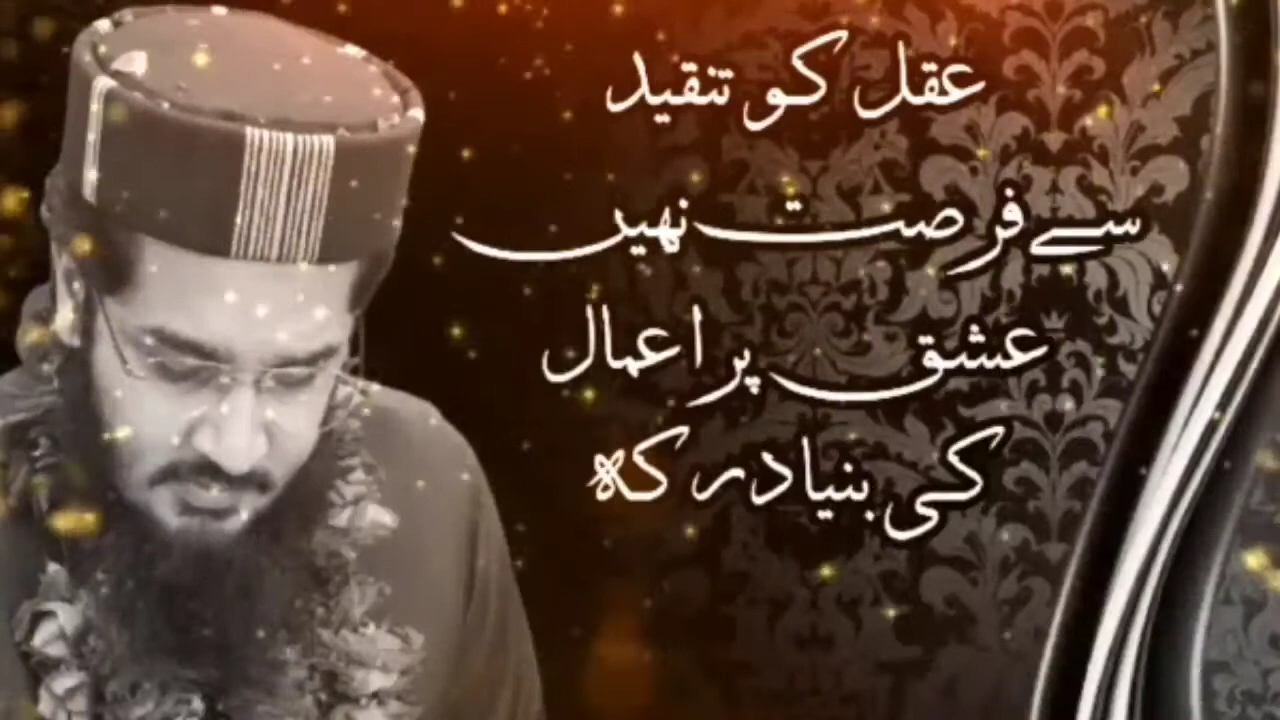 عقل کو تنقید
سے فرصت نہیں
عشق پر اعمال
کی بنیاد رکھ